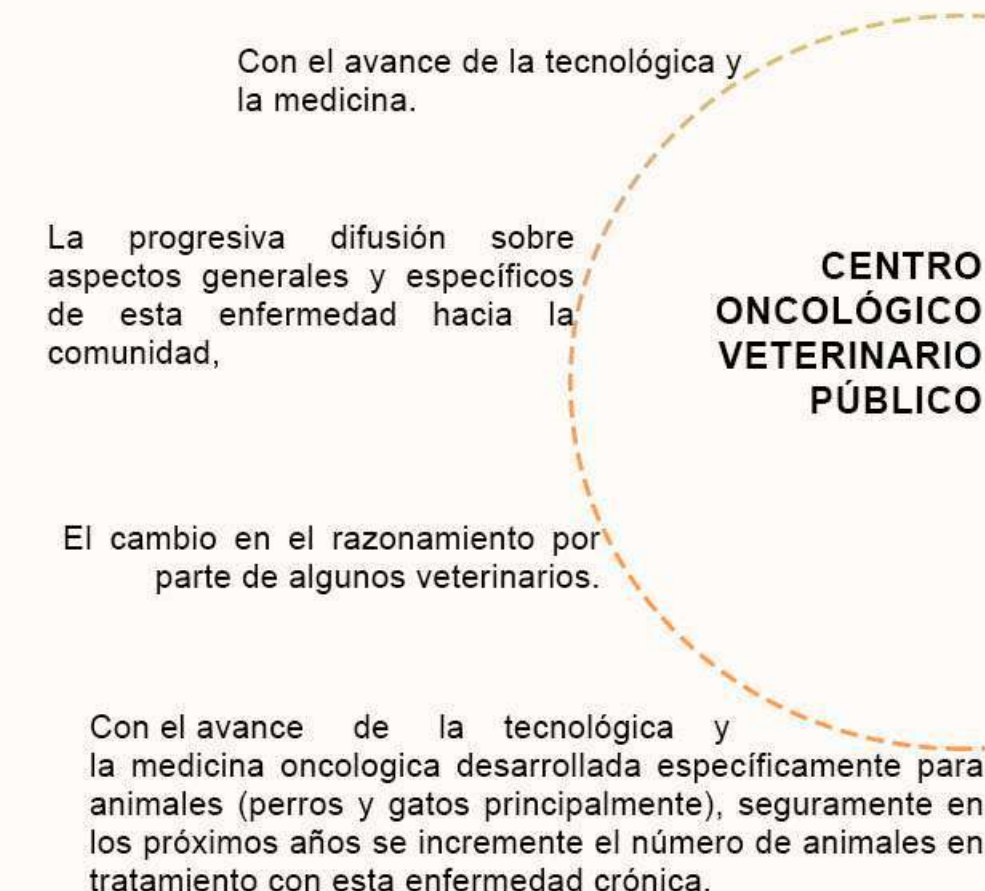 Con el avance de la tecnológica y
la medicina.
La progresiva difusión sobre
aspectos generales y específicos
de esta enfermedad hacia la
comunidad,
CENTRO
ONCOLÓGICO
VETERINARIO
PÚBLICO
El cambio en el razonamiento por
parte de algunos veterinarios.
Con el avance de la tecnológica y
la medicina oncologica desarrollada específicamente para
animales (perros y gatos principalmente), seguramente en
los próximos años se incremente el número de animales en
tratamiento con esta enfermedad crónica.